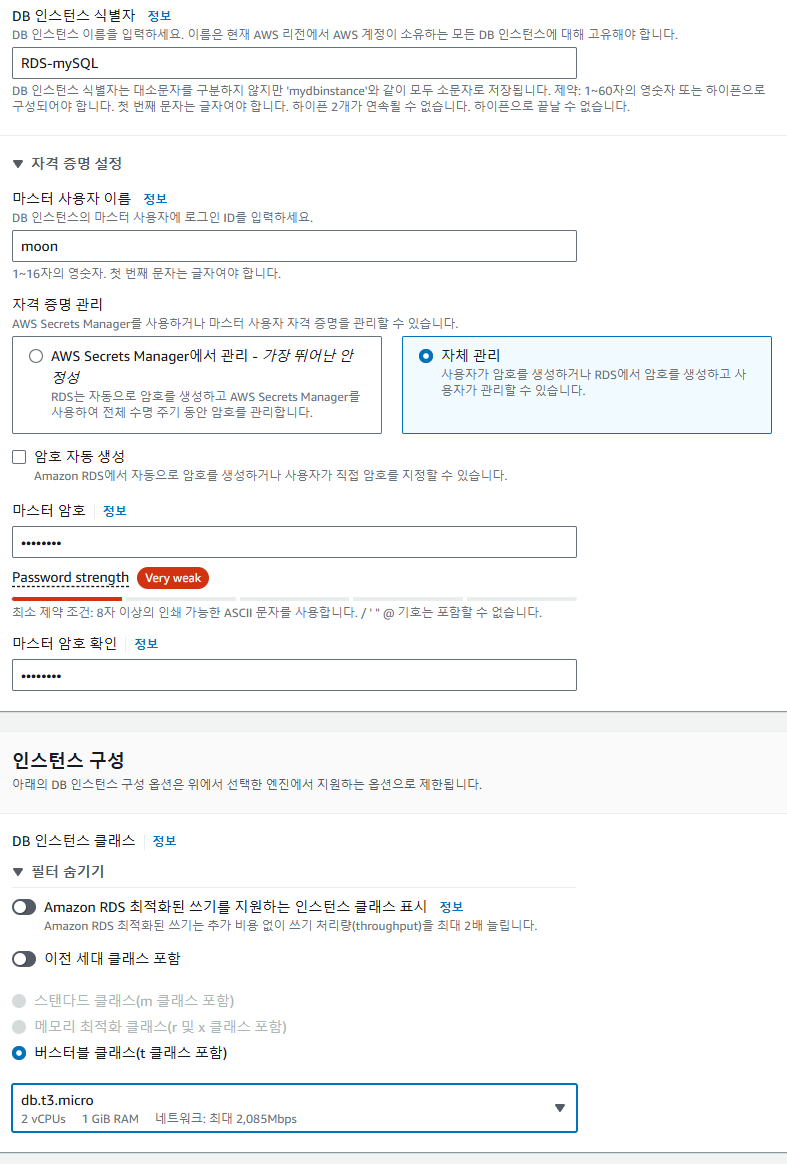 DB 인스턴스 식별자 정보
DB 인스턴스 이름을 입력하세요. 이름은 현재 AWS 리전에서 AWS 계정이 소유하는 모든 DB 인스턴스에 대해 고유해야 합니다.
RDS-mySQL
DB 인스턴스 식별자는 대소문자를 구분하지 않지만 'mydbinstance'와 같이 모두 소문자로 저장됩니다. 제약: 1~60자의 영숫자 또는 하이픈으로
구성되어야 합니다. 첫 번째 문자는 글자여야 합니다. 하이픈 2개가 연속될 수 없습니다. 하이픈으로 끝날 수 없습니다.
▼ 자격 증명 설정
마스터 사용자 이름 정보
DB 인스턴스의 마스터 사용자에 로그인 ID를 입력하세요.
moon
1~16자의 영숫자. 첫 번째 문자는 글자여야 합니다.
자격 증명 관리
AWS Secrets Manager를 사용하거나 마스터 사용자 자격 증명을 관리할 수 있습니다.
AWS Secrets Manager에서 관리 - 가장 뛰어난 안
정성
RDS는 자동으로 암호를 생성하고 AWS Secrets Manager를
사용하여 전체 수명 주기 동안 암호를 관리합니다.
자체 관리
사용자가 암호를 생성하거나 RDS에서 암호를 생성하고 사
용자가 관리할 수 있습니다.
암호 자동 생성
Amazon RDS에서 자동으로 암호를 생성하거나 사용자가 직접 암호를 지정할 수 있습니다.
마스터 암호 정보
••••••••
Password strength Very weak
최소 제약 조건: 8자 이상의 인쇄 가능한 ASCII 문자를 사용합니다. / ' " @ 기호는 포함할 수 없습니다.
마스터 암호 확인 정보
••••••••
인스턴스 구성
아래의 DB 인스턴스 구성 옵션은 위에서 선택한 엔진에서 지원하는 옵션으로 제한됩니다.
DB 인스턴스 클래스 정보
▼ 필터 숨기기
Amazon RDS 최적화된 쓰기를 지원하는 인스턴스 클래스 표시 정보
Amazon RDS 최적화된 쓰기는 추가 비용 없이 쓰기 처리량(throughput)을 최대 2배 늘립니다.
이전 세대 클래스 포함
스탠다드 클래스(m 클래스 포함)
메모리 최적화 클래스(r 및 x 클래스 포함)
버스터블 클래스(t 클래스 포함)
db.t3.micro
2 vCPUs 1 GiB RAM 네트워크: 최대 2,085Mbps